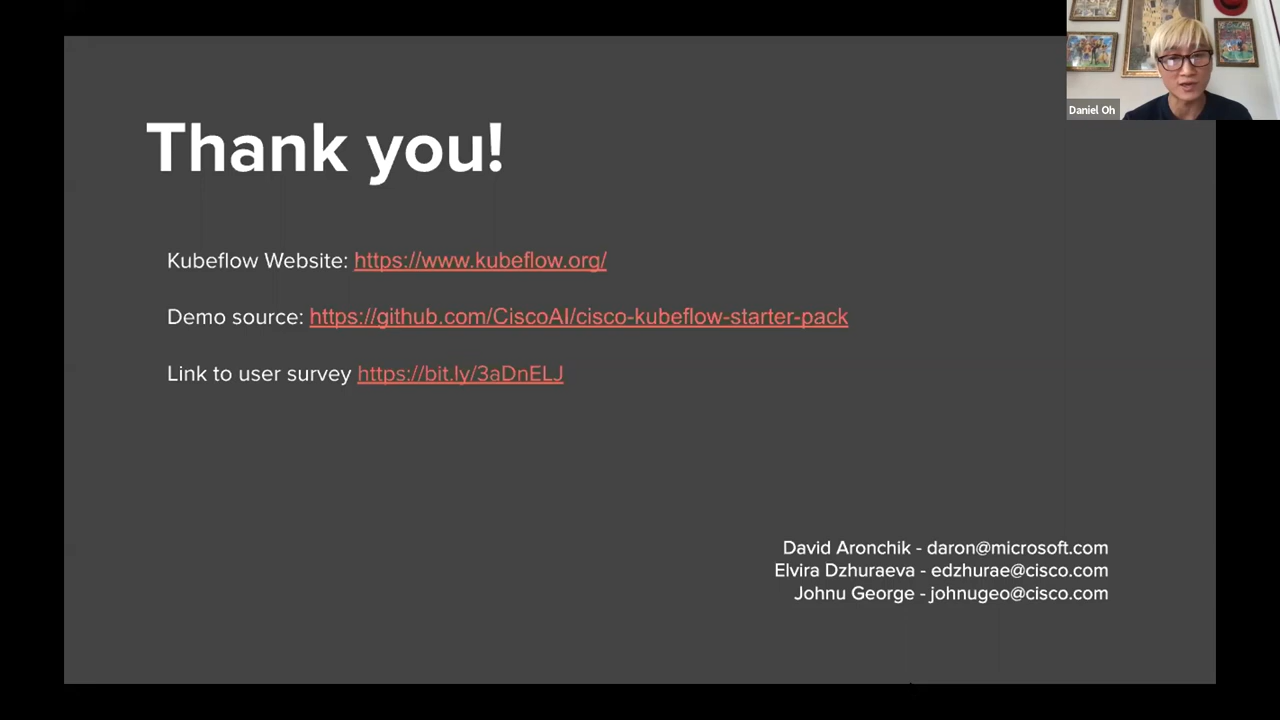 Daniel Oh
Thank you!
Kubeflow Website: https://www.kubeflow.org/
Demo source: https://github.com/CiscoAI/cisco-kubeflow-starter-pack
Link to user survey https://bit.ly/3aDnELJ
David Aronchik - daron@microsoft.com
Elvira Dzhuraeva - edzhurae@cisco.com
Johnu George - johnugeo@cisco.com